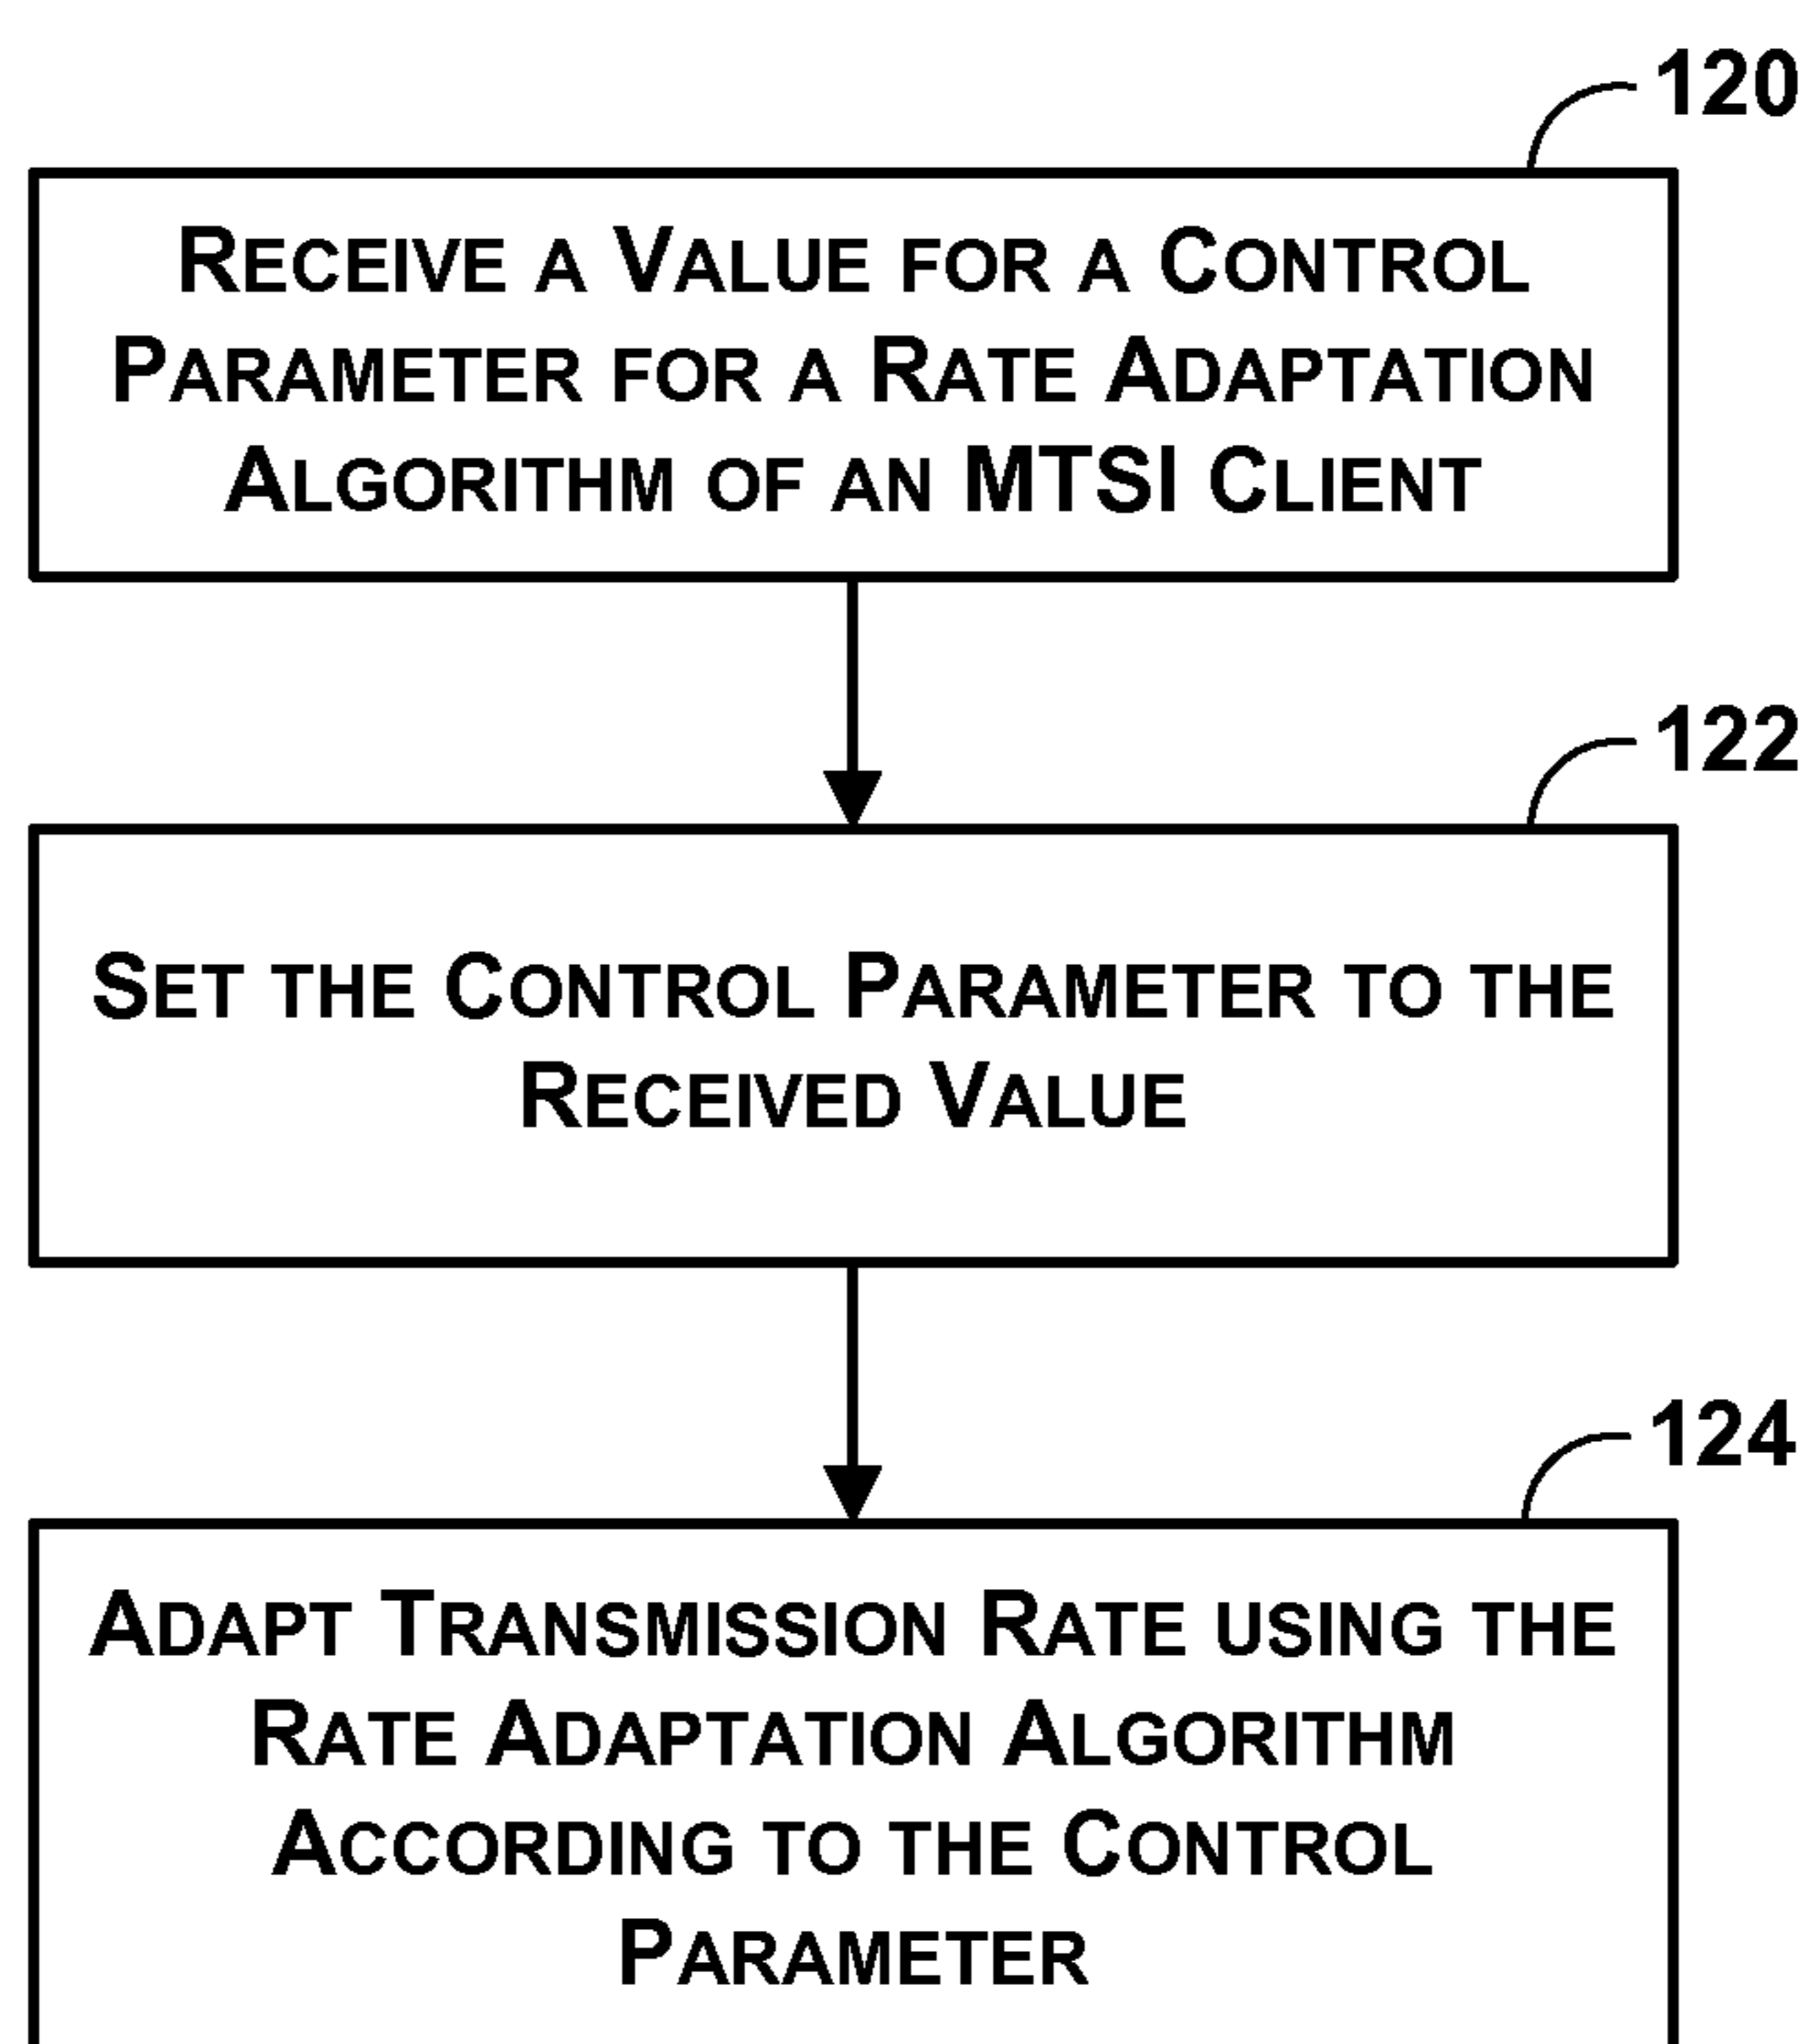 120
RECEIVE A VALUE FOR A CONTROL
PARAMETER FOR A RATE ADAPTATION
ALGORITHM OF AN MTSI CLIENT
122
SET THE CONTROL PARAMETER TO THE
RECEIVED VALUE
124
ADAPT TRANSMISSION RATE USING THE
RATE ADAPTATION ALGORITHM
ACCORDING TO THE CONTROL
PARAMETER